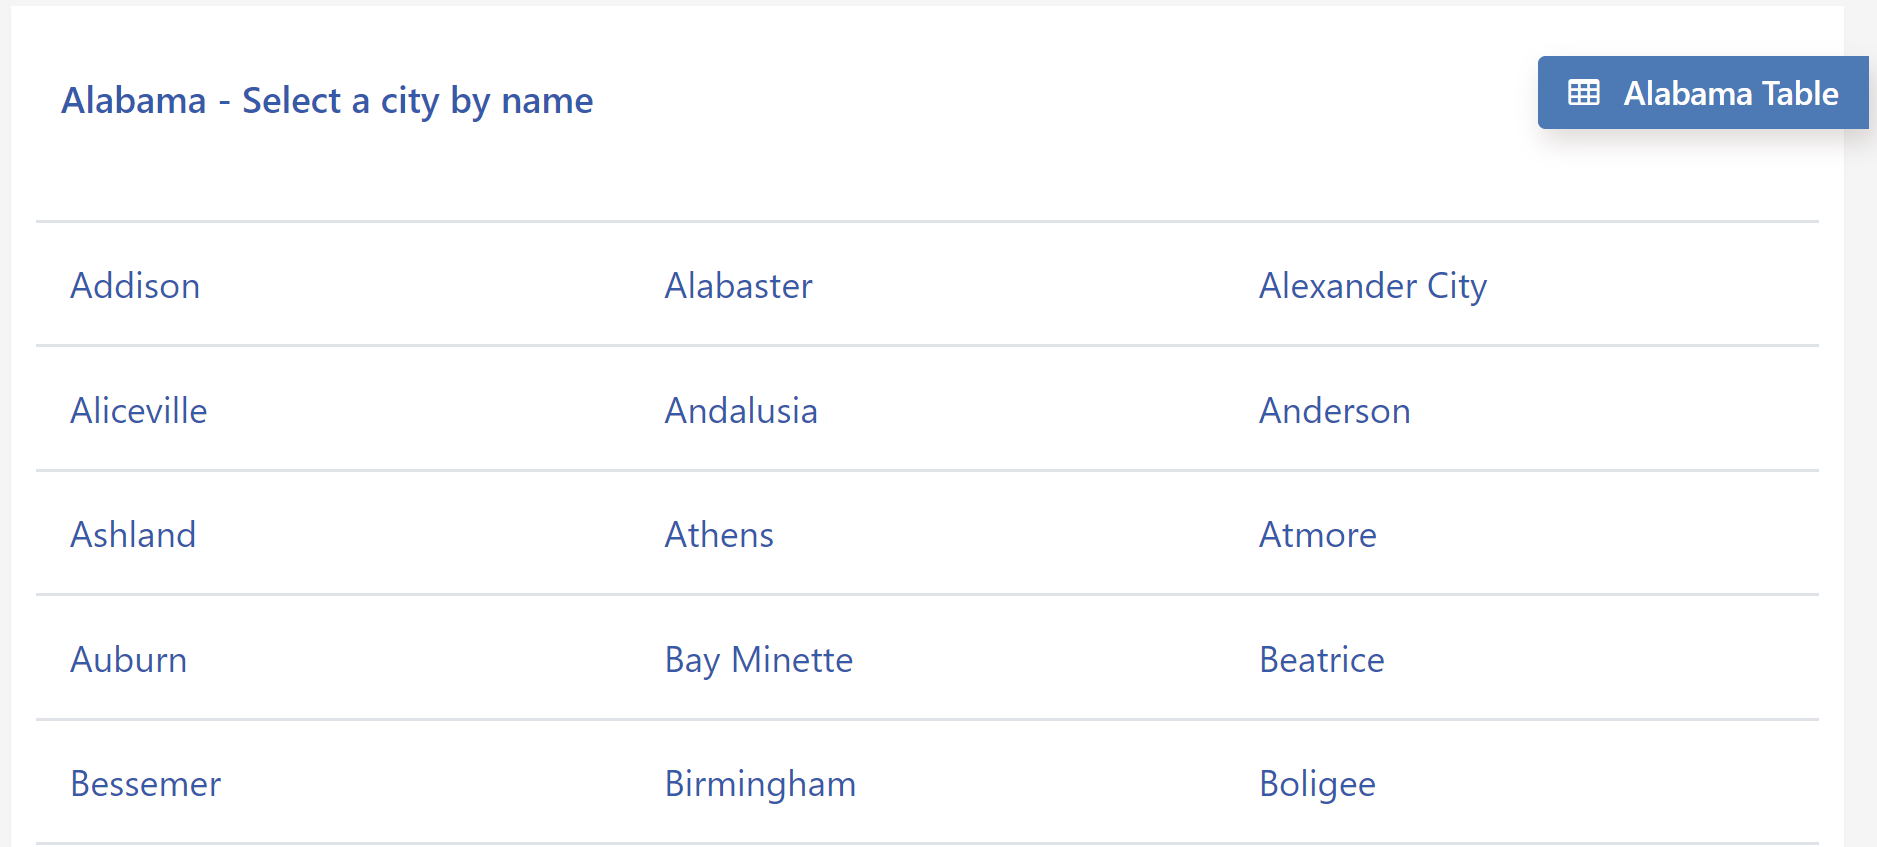 Alabama - Select a city by name
Alabama Table
Addison Alabaster Alexander City
Aliceville Andalusia Anderson
Ashland Athens Atmore
Auburn Bay Minette Beatrice
Bessemer Birmingham Boligee